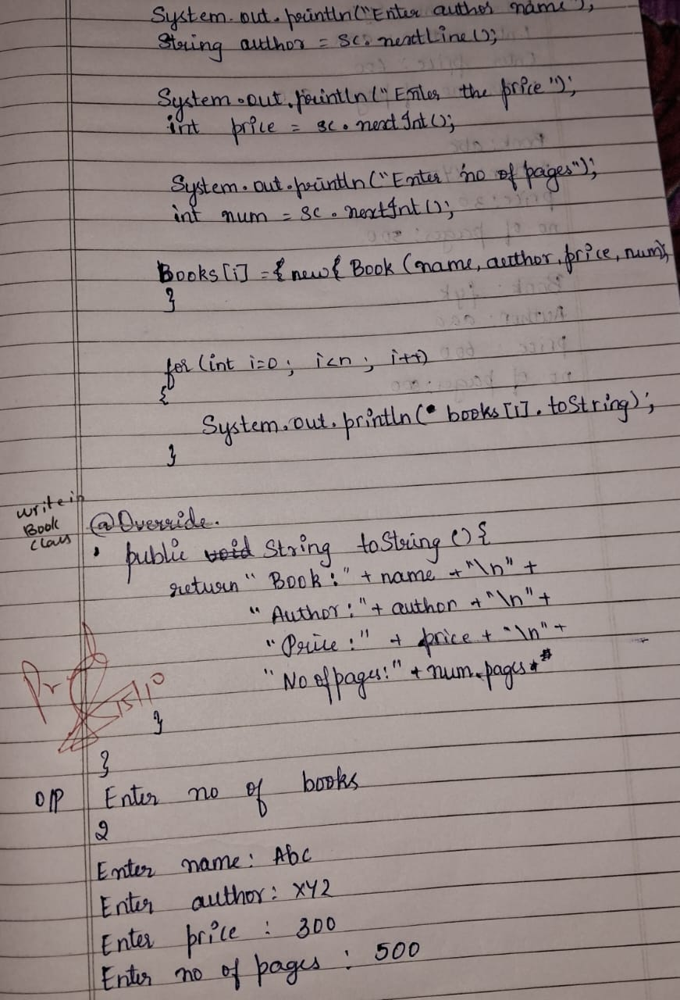 System.out.println("Enter author name");
String author = sc.nextLine();
System.out.println("Enter the price");
int price = sc.nextInt();
System.out.println("Enter no of pages");
int num = sc.nextInt();
Books[i] = { new { Book (name, author, price, num);
}
for (int i=0; i<n; i++)
{
System.out.println( books[i].toString);
}
write in
Book
class
@Override.
public void String toString () {
return "Book:" + name + "\n" +
"Author:" + author + "\n" +
"Price:" + price + "\n" +
"No of pages:" + num.pages
15/10
}
}
O/P Enter no of books
2
Enter name: Abc
Enter author: XYZ
Enter price : 300
Enter no of pages : 500